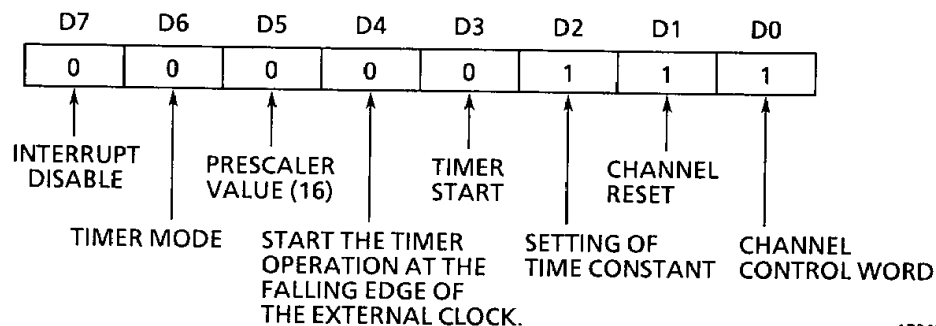 D7 D6 D5 D4 D3 D2 D1 D0
0 0 0 0 0 1 1 1
INTERRUPT
DISABLE
TIMER MODE
PRESCALER
VALUE (16)
START THE TIMER
OPERATION AT THE
FALLING EDGE OF
THE EXTERNAL CLOCK.
TIMER
START
SETTING OF
TIME CONSTANT
CHANNEL
RESET
CHANNEL
CONTROL WORD